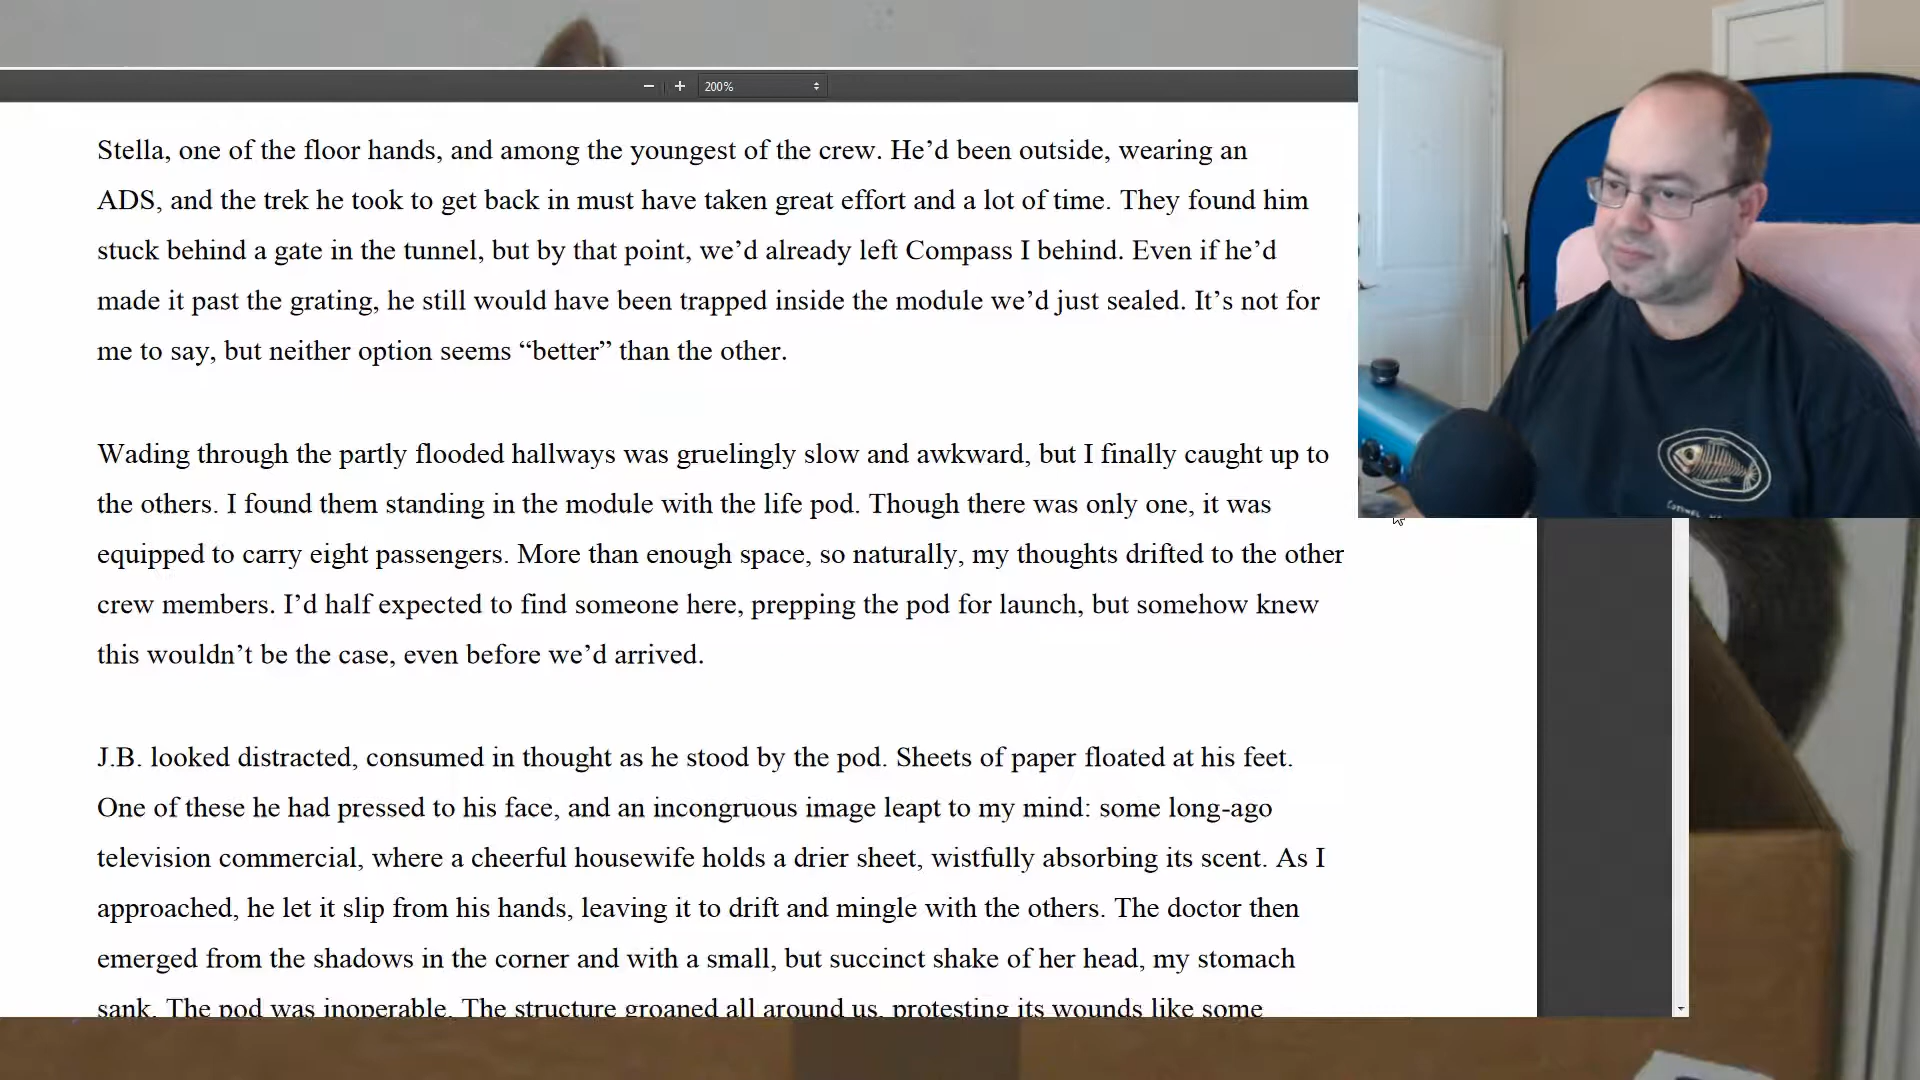 200%
Stella, one of the floor hands, and among the youngest of the crew. He’d been outside, wearing an
ADS, and the trek he took to get back in must have taken great effort and a lot of time. They found him
stuck behind a gate in the tunnel, but by that point, we’d already left Compass I behind. Even if he’d
made it past the grating, he still would have been trapped inside the module we’d just sealed. It’s not for
me to say, but neither option seems “better” than the other.
Wading through the partly flooded hallways was gruelingly slow and awkward, but I finally caught up to
the others. I found them standing in the module with the life pod. Though there was only one, it was
equipped to carry eight passengers. More than enough space, so naturally, my thoughts drifted to the other
crew members. I’d half expected to find someone here, prepping the pod for launch, but somehow knew
this wouldn’t be the case, even before we’d arrived.
J.B. looked distracted, consumed in thought as he stood by the pod. Sheets of paper floated at his feet.
One of these he had pressed to his face, and an incongruous image leapt to my mind: some long-ago
television commercial, where a cheerful housewife holds a drier sheet, wistfully absorbing its scent. As I
approached, he let it slip from his hands, leaving it to drift and mingle with the others. The doctor then
emerged from the shadows in the corner and with a small, but succinct shake of her head, my stomach
sank. The pod was inoperable. The structure groaned all around us, protesting its wounds like some